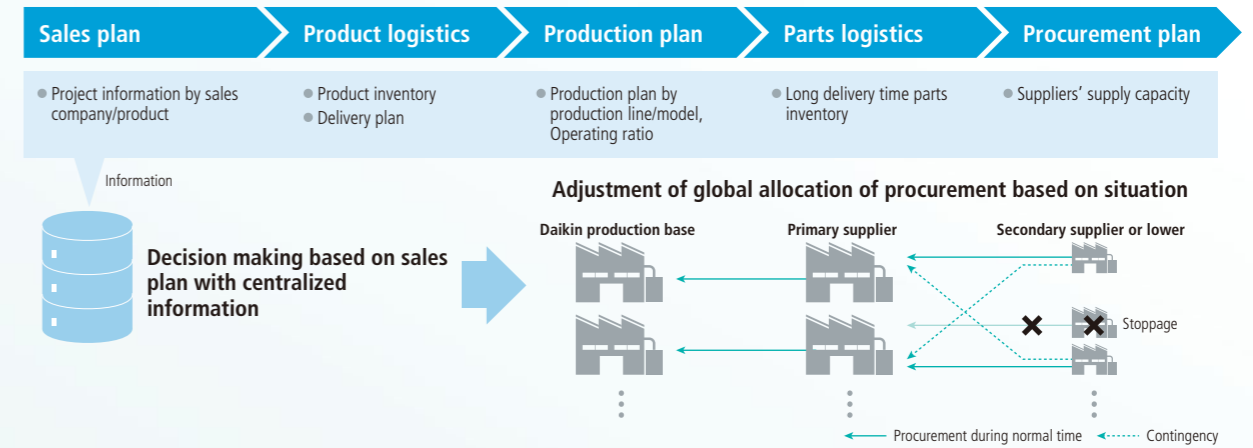 Sales plan
Product logistics
Production plan
Parts logistics
Procurement plan
● Project information by sales
company/product
● Product inventory
● Delivery plan
● Production plan by
production line/model,
Operating ratio
● Long delivery time parts
inventory
● Suppliers’ supply capacity
Information
Decision making based on sales
plan with centralized
information
Adjustment of global allocation of procurement based on situation
Daikin production base
Primary supplier
Secondary supplier or lower
Stoppage
Procurement during normal time
Contingency